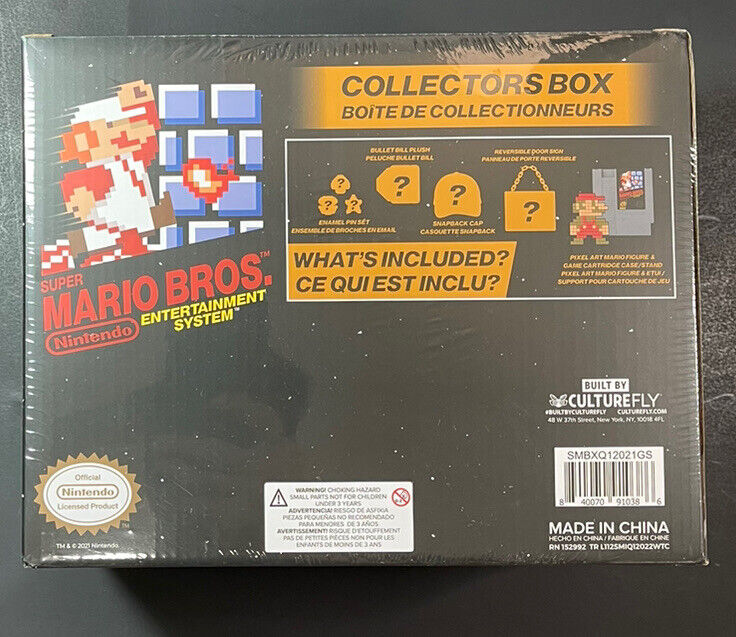 COLLECTORS BOX
BOÎTE DE COLLECTIONNEURS
BULLET BILL PLUSH
PELUCHE BULLET BILL
REVERSIBLE DOOR SIGN
PANNEAU DE PORTE REVERSIBLE
?
?
?
?
?
?
ENAMEL PIN SET
ENSEMBLE DE BROCHES EN EMAIL
SNAPBACK CAP
CASQUETTE SNAPBACK
PIXEL ART MARIO FIGURE &
GAME CARTRIDGE CASE/STAND
PIXEL ART MARIO FIGURE & ETUI /
SUPPORT POUR CARTOUCHE DE JEU
WHAT'S INCLUDED?
CE QUI EST INCLU?
SUPER
MARIO BROS.™
Nintendo
ENTERTAINMENT
SYSTEM™
BUILT BY
CULTUREFLY
#BUILTBYCULTUREFLY CULTUREFLY.COM
48 W 37th Street, New York, NY, 10018 4FL
SMBXQ12021GS
8 40070 91038 6
MADE IN CHINA
HECHO EN CHINA / FABRIQUE EN CHINE
RN 152992 TR L112SMIQ12022WTC
Official
Nintendo
Licensed Product
TM & © 2021 Nintendo.
WARNING! CHOKING HAZARD
SMALL PARTS NOT FOR CHILDREN
UNDER 3 YEARS
ADVERTENCIA! RIESGO DE ASFIXIA
PIEZAS PEQUEÑAS NO RECOMENDADO
PARA MENORES DE 3 AÑOS
AVERTISSEMENT! RISQUE D'ETOUFFEMENT
PAS DE PETITES PIÈCES NON POUR LES
ENFANTS DE MOINS DE 3 ANS
0-3